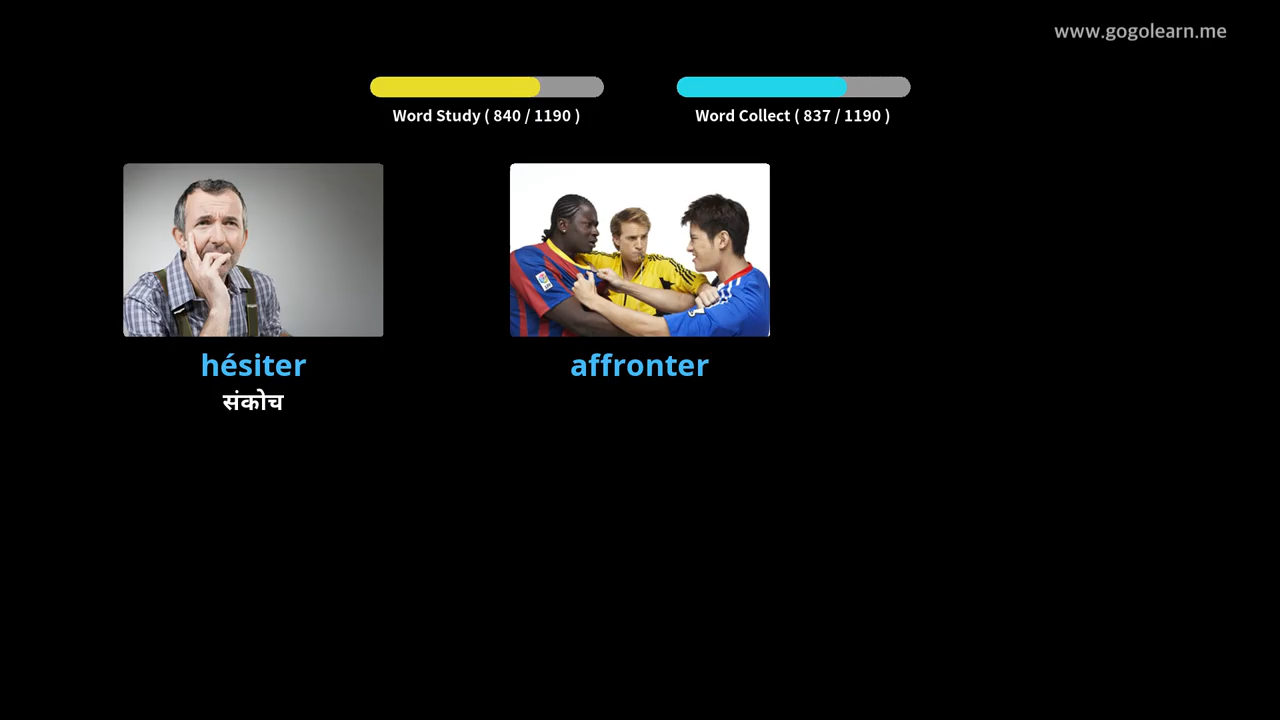 www.gogolearn.me
Word Study ( 840 / 1190 )
Word Collect ( 837 / 1190 )
hésiter
affronter
संकोच